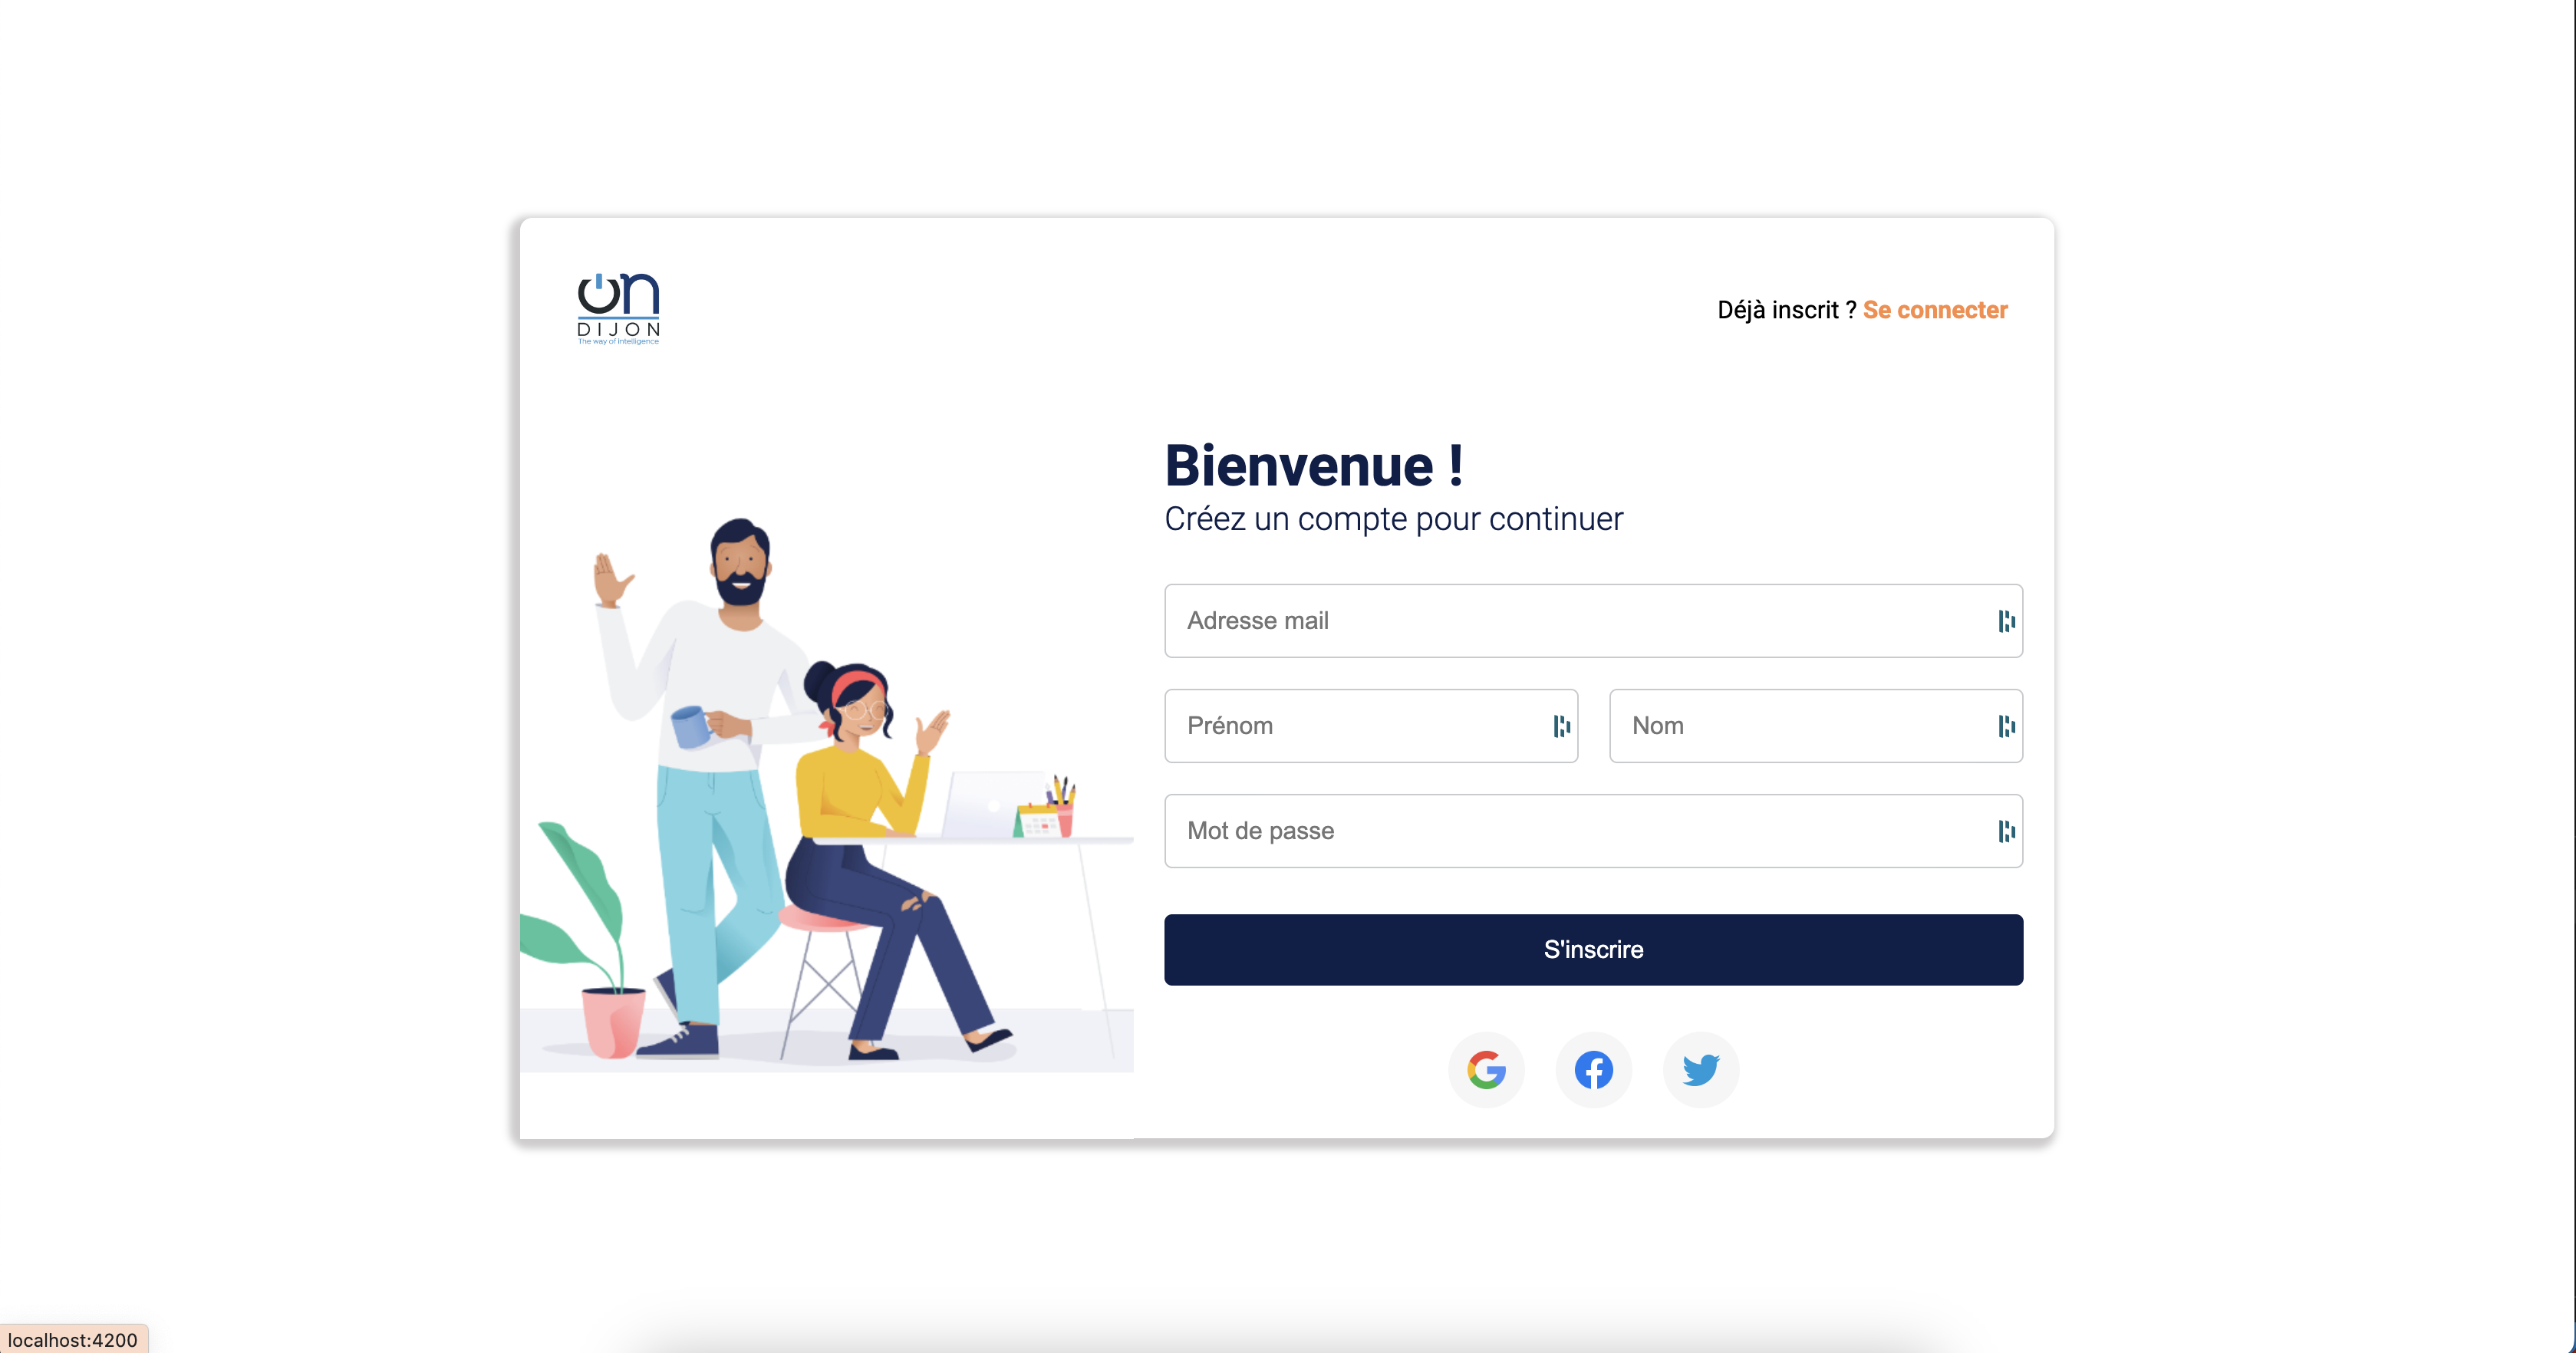 on
DIJON
The way of intelligence
Déjà inscrit ? Se connecter
Bienvenue !
Créez un compte pour continuer
Adresse mail
Prénom
Nom
Mot de passe
S'inscrire
localhost:4200